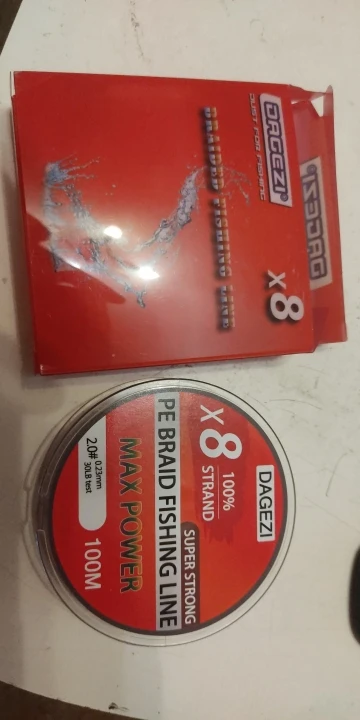 DAGEZI®
JUST FOR FISHING
BRAIDED FISHING LINE
X8
DAGEZI
DAGEZI
X8
100%
STRAND
SUPER STRONG
PE BRAID FISHING LINE
MAX POWER
2.0#
0.23mm
30LB test
100M